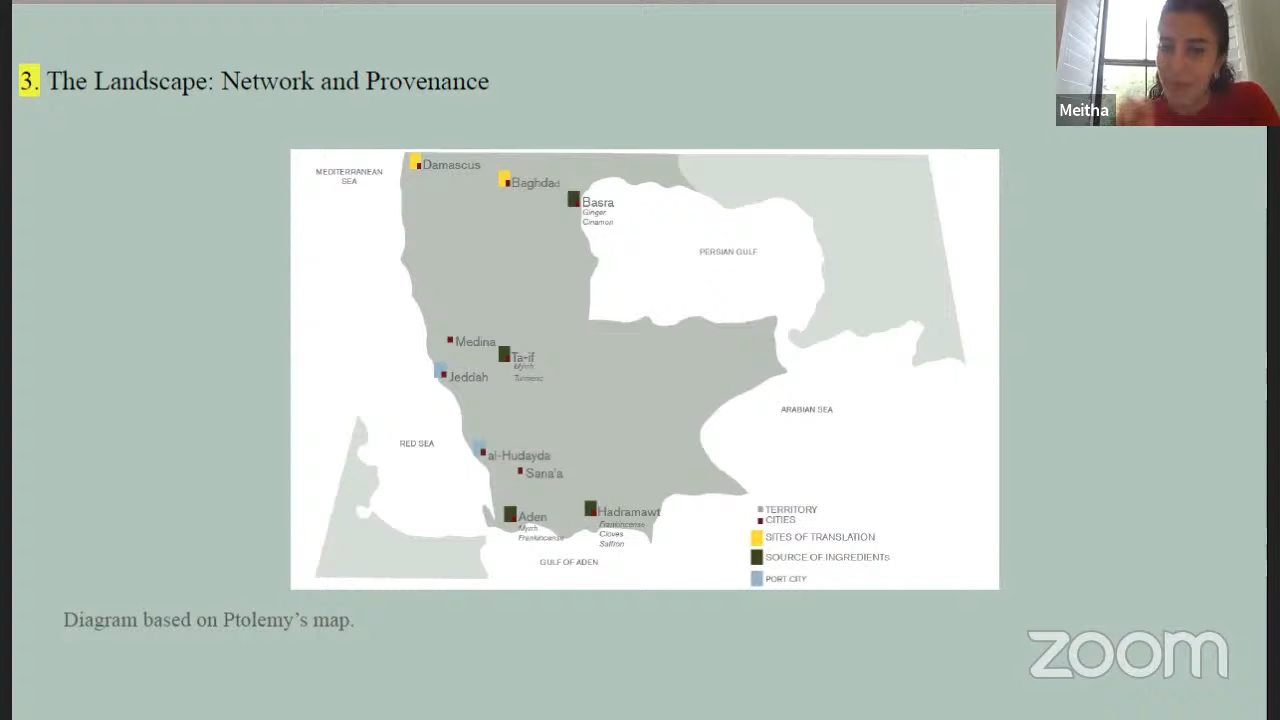 3. The Landscape: Network and Provenance
Meitha
MEDITERRANEAN
SEA
Damascus
Baghdad
Basra
Ginger
Cinamon
PERSIAN GULF
Medina
Ta-if
Myrrh
Turmeric
Jeddah
ARABIAN SEA
RED SEA
al-Hudayda
Sana'a
Aden
Myrrh
Frankincense
Hadramawt
Frankincense
Cloves
Saffron
GULF OF ADEN
TERRITORY
CITIES
SITES OF TRANSLATION
SOURCE OF INGREDIENTs
PORT CITY
Diagram based on Ptolemy's map.
zoom